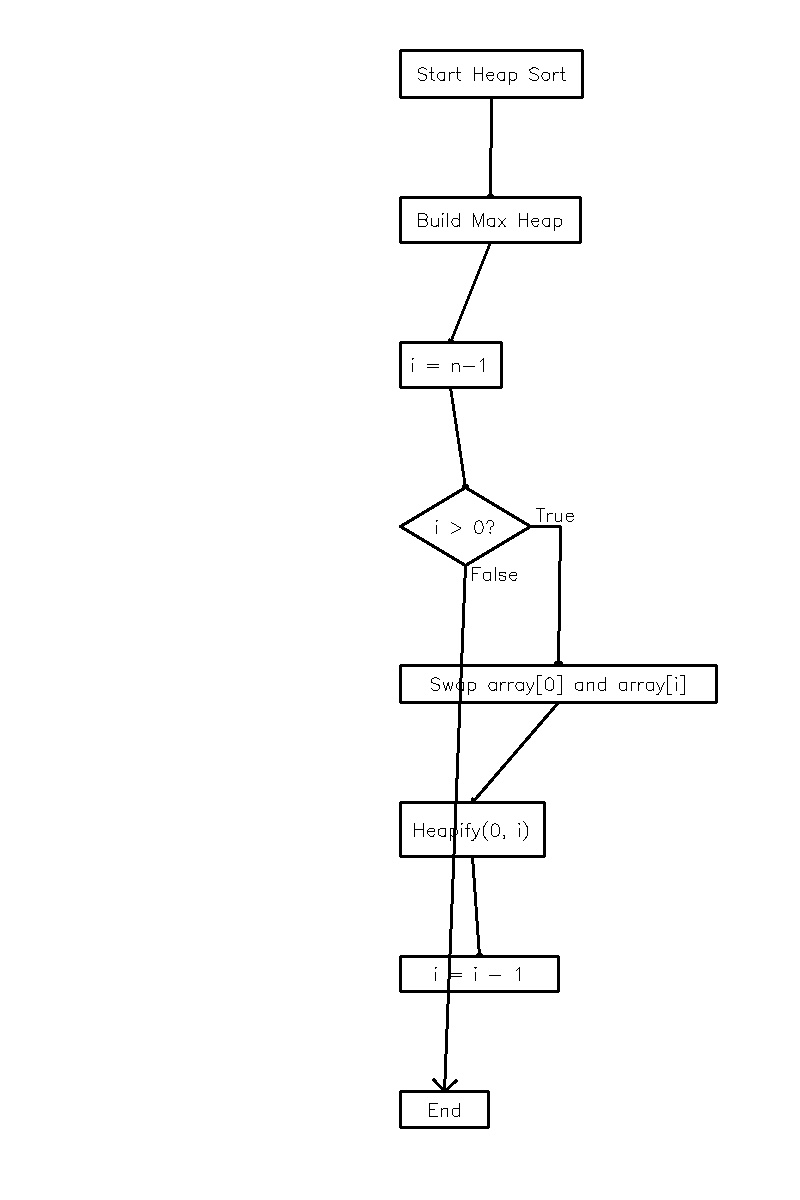 Start Heap Sort
Build Max Heap
i = n-1
i > 0?
True
False
Swap array[0] and array[i]
Heapify(0, i)
i = i - 1
End